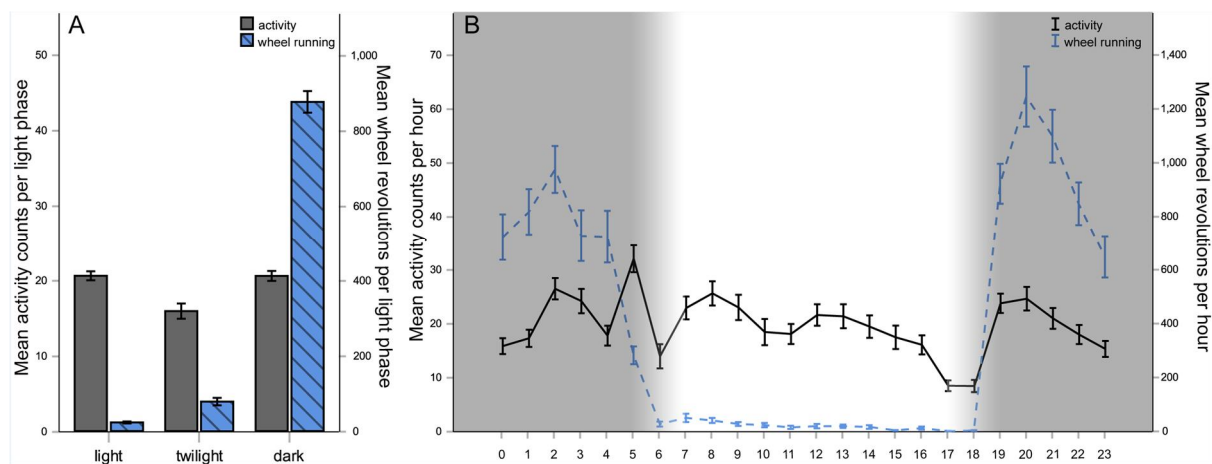 A
activity
wheel running
Mean activity counts per light phase
50
40
30
20
10
0
light
twilight
dark
1,000
800
600
400
200
0
Mean wheel revolutions per light phase
B
activity
wheel running
Mean activity counts per hour
70
60
50
40
30
20
10
0
0 1 2 3 4 5 6 7 8 9 10 11 12 13 14 15 16 17 18 19 20 21 22 23
1,400
1,200
1,000
800
600
400
200
0
Mean wheel revolutions
per hour